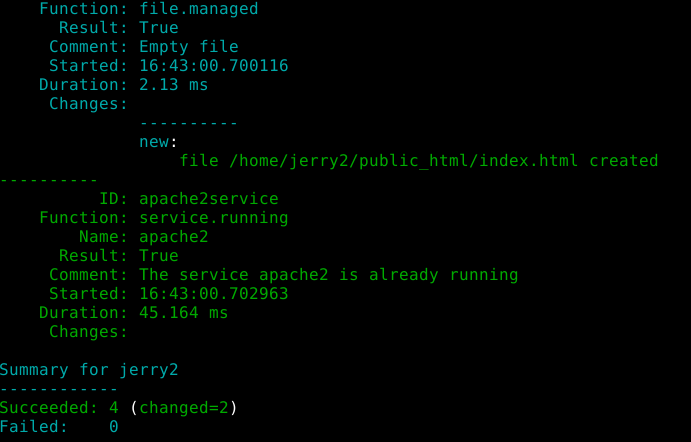 Function: file.managed
Result: True
Comment: Empty file
Started: 16:43:00.700116
Duration: 2.13 ms
Changes:
----------
new:
file /home/jerry2/public_html/index.html created
----------
ID: apache2service
Function: service.running
Name: apache2
Result: True
Comment: The service apache2 is already running
Started: 16:43:00.702963
Duration: 45.164 ms
Changes:
Summary for jerry2
------------
Succeeded: 4 (changed=2)
Failed: 0